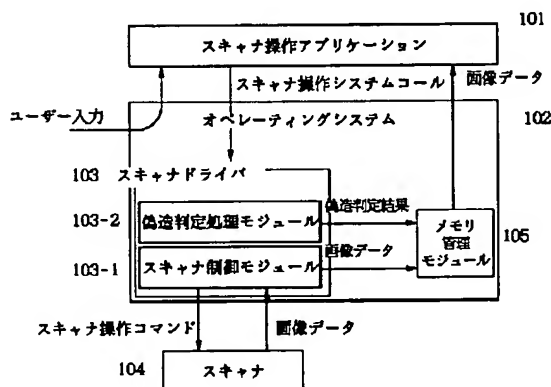 101
スキャナ操作アプリケーション
スキャナ操作システムコール
画像データ
ユーザー入力
オペレーティングシステム
102
103
スキャナドライバ
103-2
偽造判定処理モジュール
偽造判定結果
メモリ
管理
モジュール
105
103-1
スキャナ制御モジュール
画像データ
スキャナ操作コマンド
画像データ
104
スキャナ